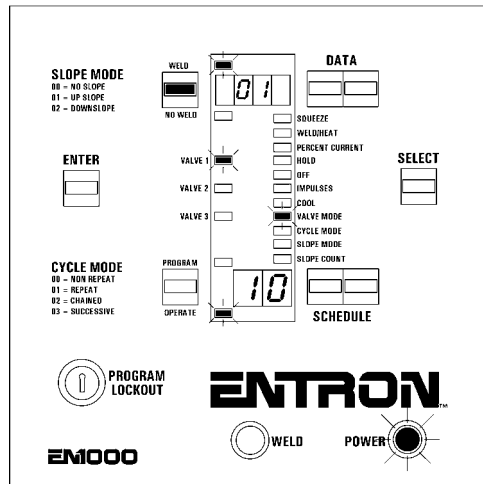 SLOPE MODE
00 = NO SLOPE
01 = UP SLOPE
02 = DOWNSLOPE
WELD
NO WELD
01
DATA
SQUEEZE
WELD/HEAT
PERCENT CURRENT
HOLD
OFF
IMPULSES
COOL
VALVE MODE
CYCLE MODE
SLOPE MODE
SLOPE COUNT
ENTER
VALVE 1
VALVE 2
VALVE 3
SELECT
CYCLE MODE
00 = NON REPEAT
01 = REPEAT
02 = CHAINED
03 = SUCCESSIVE
PROGRAM
OPERATE
10
SCHEDULE
PROGRAM
LOCKOUT
ENTRON™
EN1000
WELD
POWER